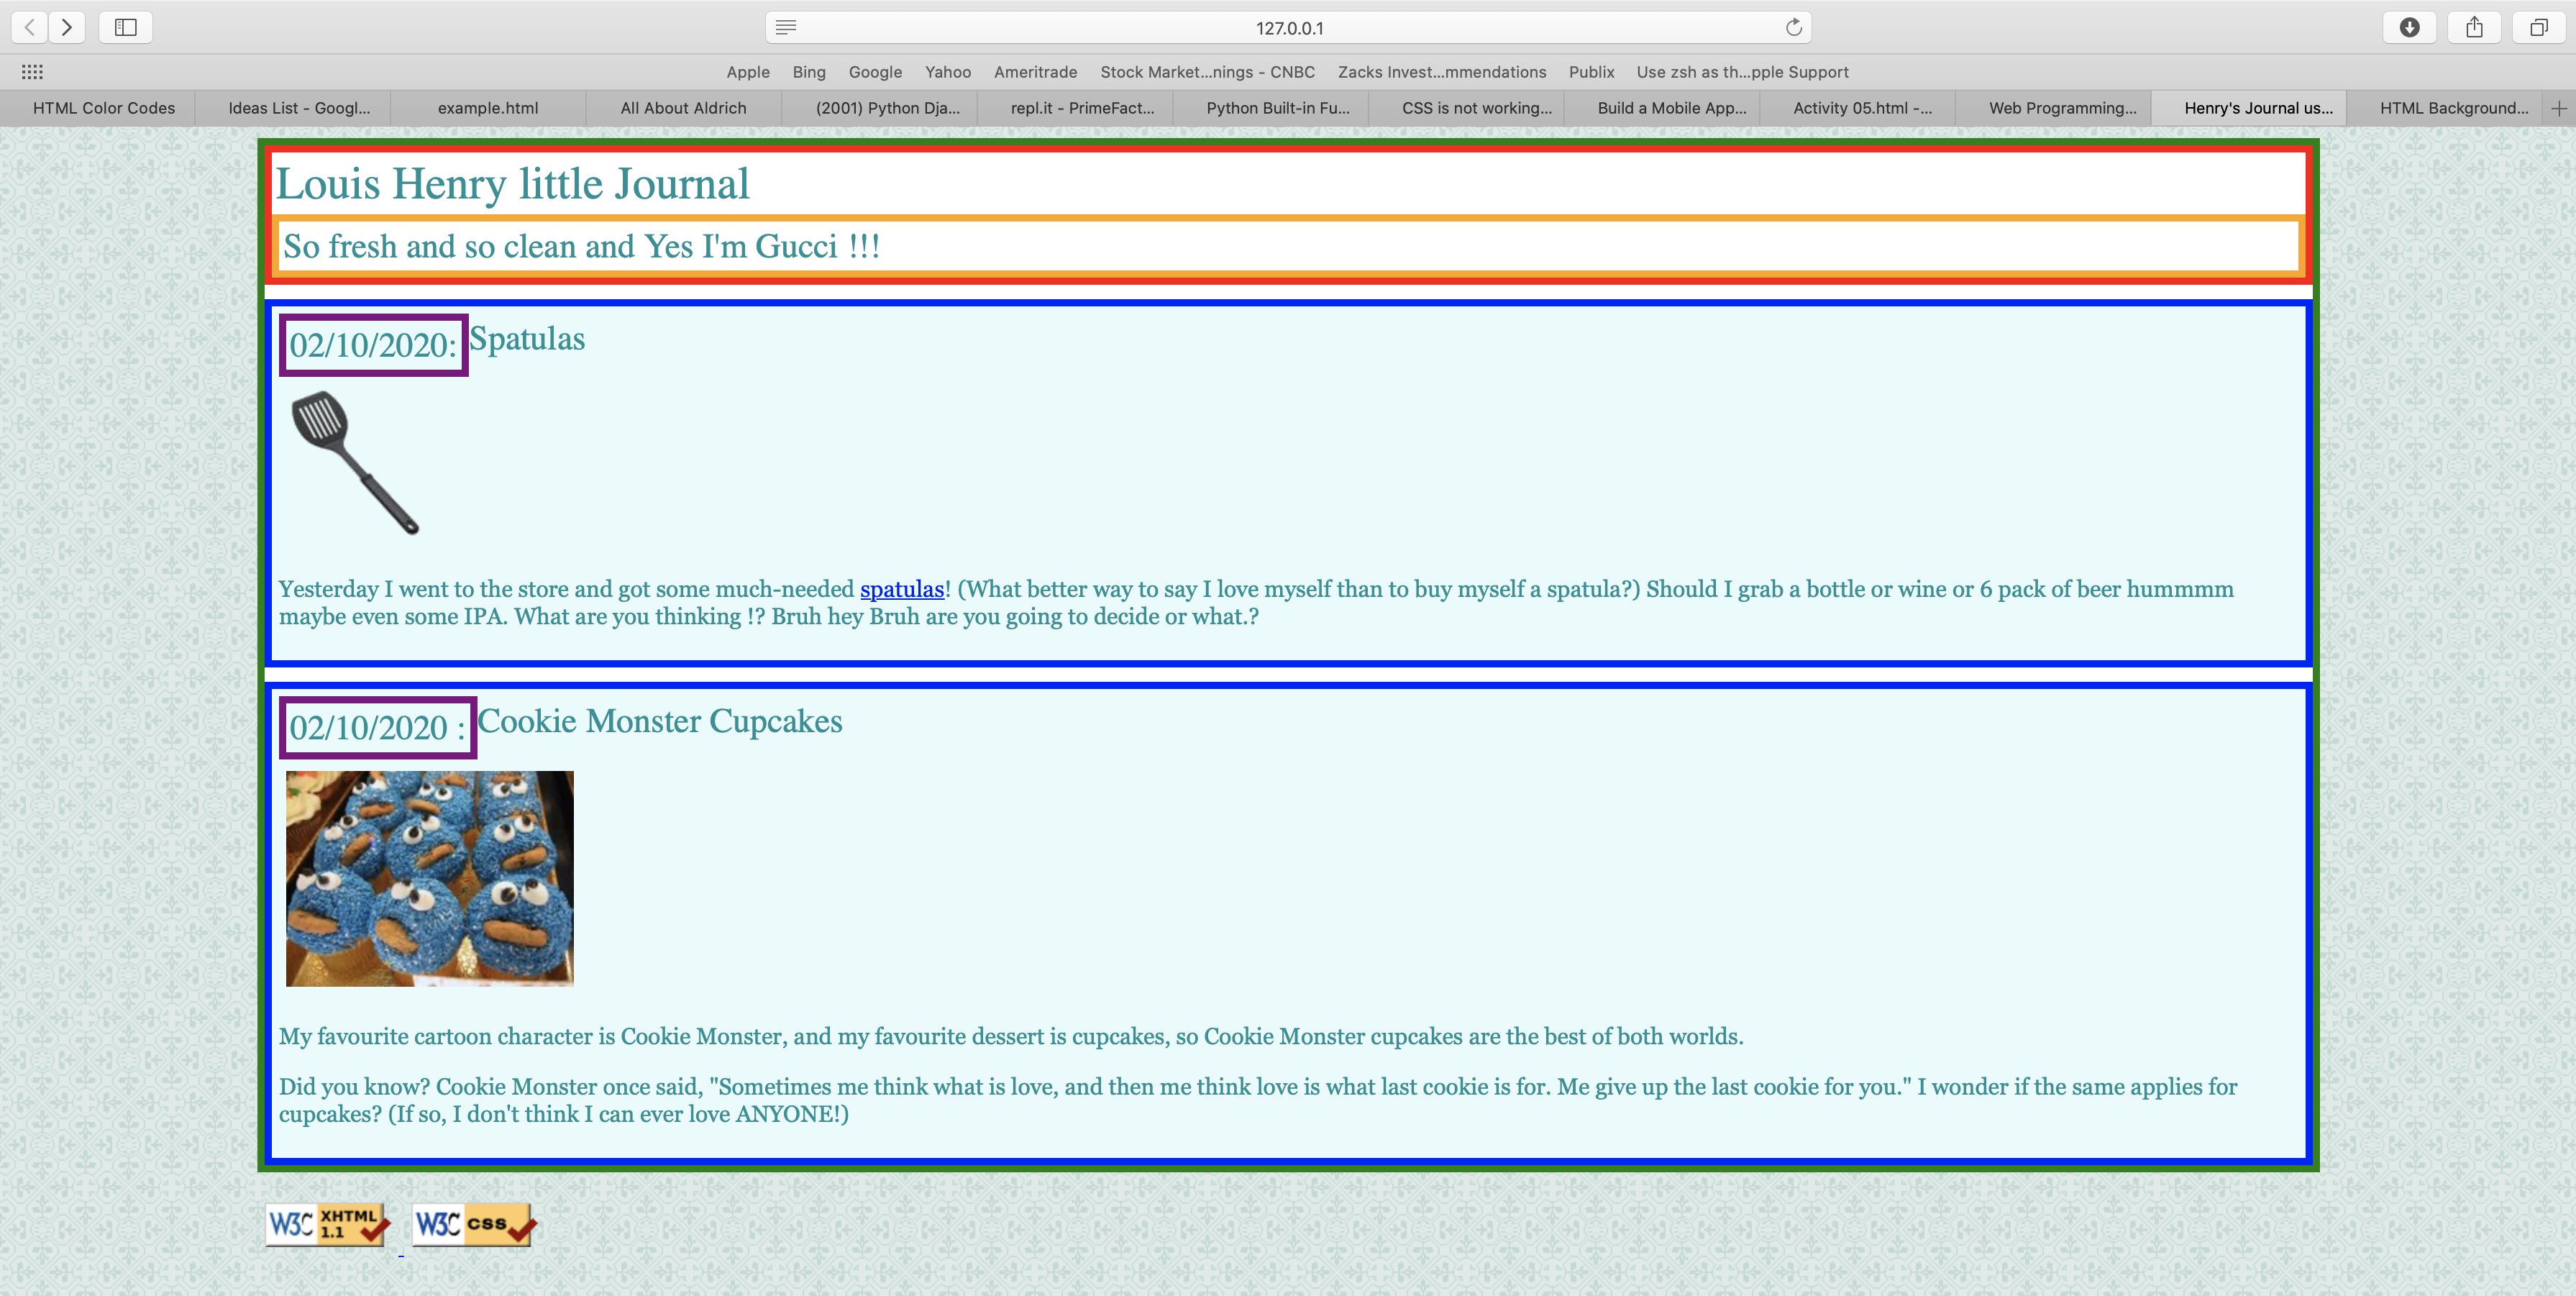 127.0.0.1
Apple Bing Google Yahoo Ameritrade Stock Market...nings - CNBC Zacks Invest...mmendations Publix Use zsh as th...pple Support
HTML Color Codes Ideas List - Googl... example.html All About Aldrich (2001) Python Dja... repl.it - PrimeFact... Python Built-in Fu... CSS is not working... Build a Mobile App... Activity 05.html -... Web Programming... Henry's Journal us... HTML Background...
Louis Henry little Journal
So fresh and so clean and Yes I'm Gucci !!!
02/10/2020: Spatulas
Yesterday I went to the store and got some much-needed spatulas! (What better way to say I love myself than to buy myself a spatula?) Should I grab a bottle or wine or 6 pack of beer hummmm
maybe even some IPA. What are you thinking !? Bruh hey Bruh are you going to decide or what.?
02/10/2020 : Cookie Monster Cupcakes
My favourite cartoon character is Cookie Monster, and my favourite dessert is cupcakes, so Cookie Monster cupcakes are the best of both worlds.
Did you know? Cookie Monster once said, "Sometimes me think what is love, and then me think love is what last cookie is for. Me give up the last cookie for you." I wonder if the same applies for
cupcakes? (If so, I don't think I can ever love ANYONE!)
W3C XHTML 1.1 W3C CSS